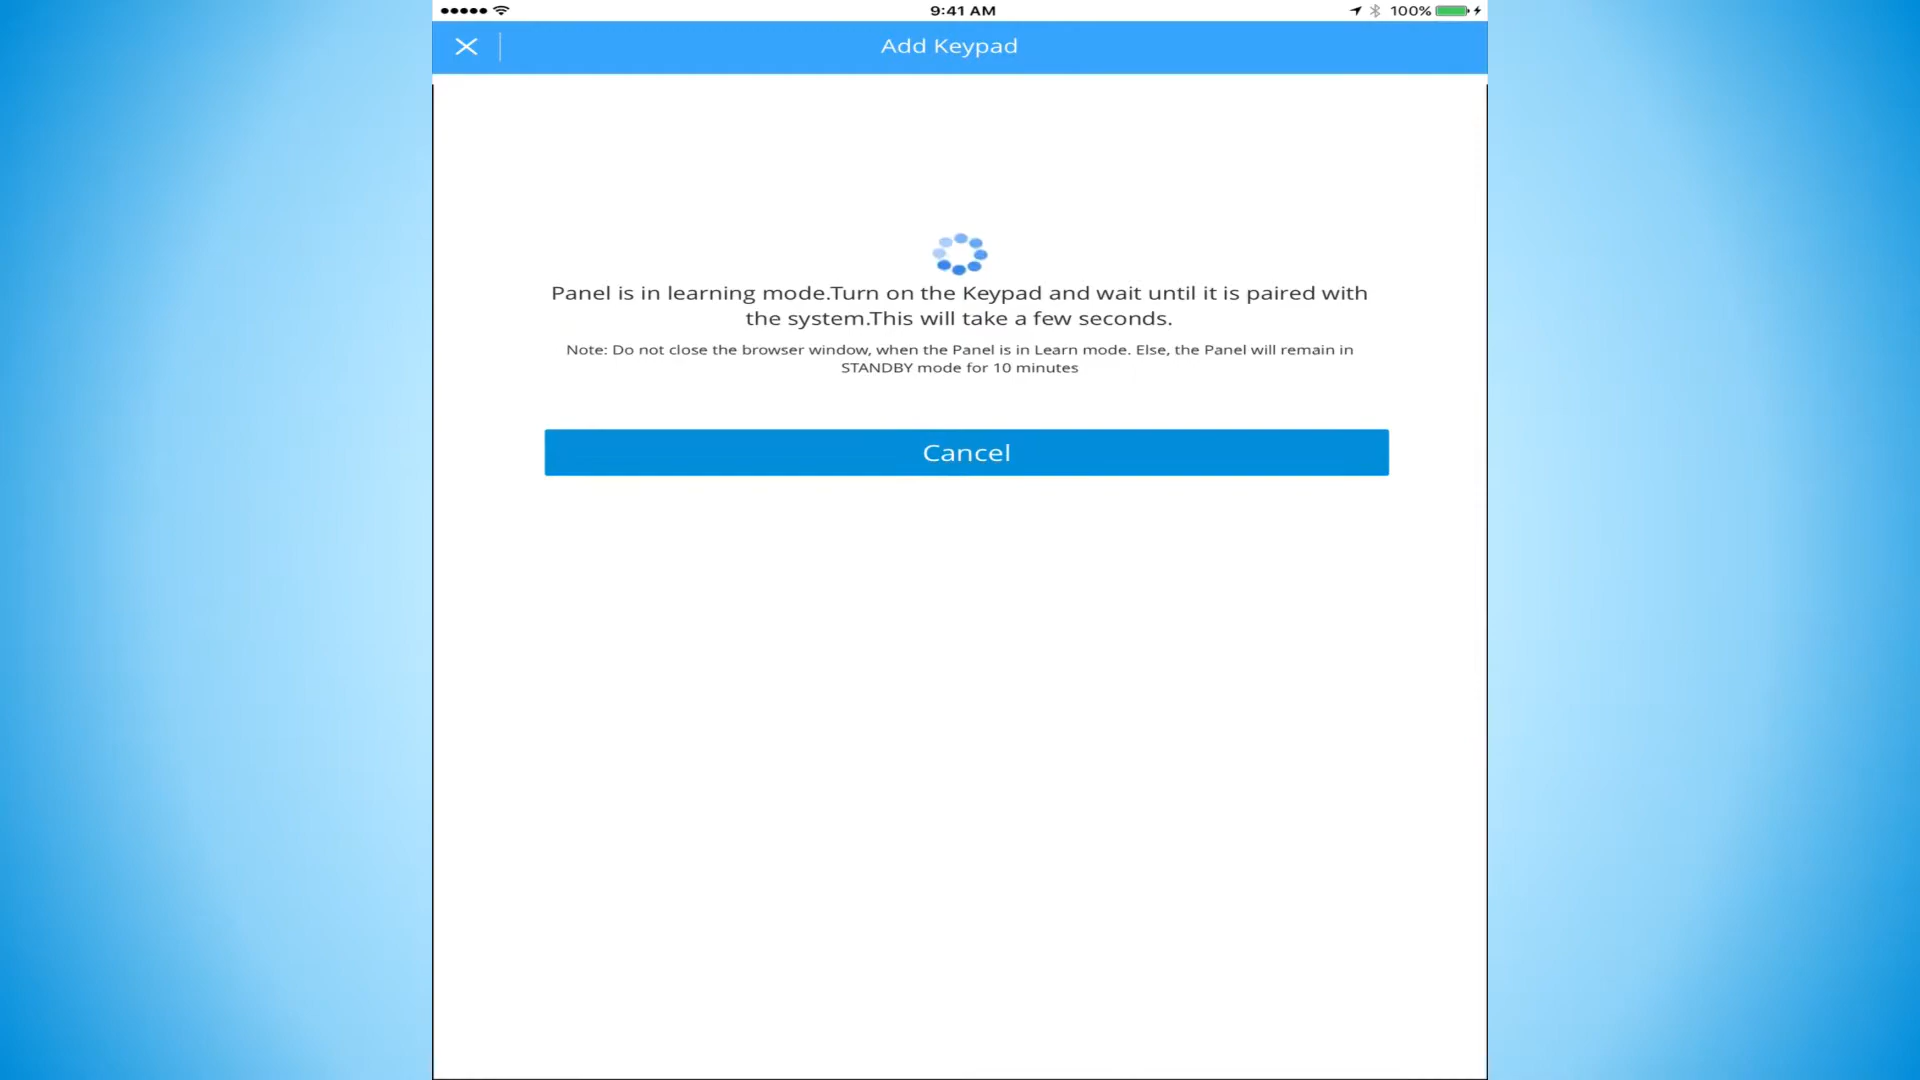 9:41 AM
100%
Add Keypad
Panel is in learning mode.Turn on the Keypad and wait until it is paired with
the system.This will take a few seconds.
Note: Do not close the browser window, when the Panel is in Learn mode. Else, the Panel will remain in
STANDBY mode for 10 minutes
Cancel